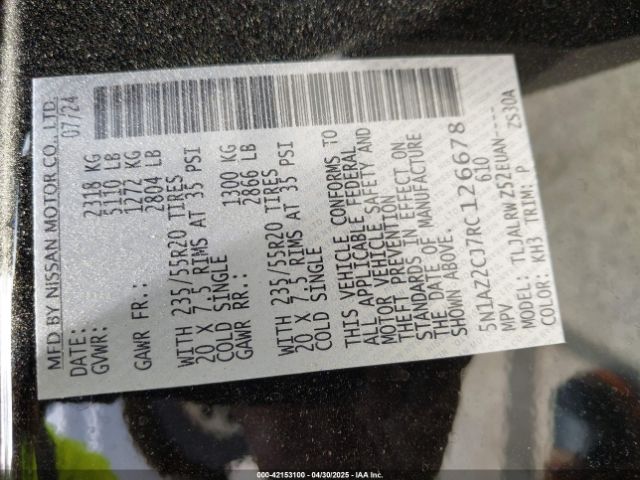 MFD BY NISSAN MOTOR CO., LTD.
DATE: 07/24
GVWR: 2318 KG
5110 LB
GAWR FR.: 1272 KG
2804 LB
WITH 235/55R20 TIRES
20 X 7.5 RIMS AT 35 PSI
COLD SINGLE
GAWR RR.: 1300 KG
2866 LB
WITH 235/55R20 TIRES
20 X 7.5 RIMS AT 35 PSI
COLD SINGLE
THIS VEHICLE CONFORMS TO
ALL APPLICABLE FEDERAL
MOTOR VEHICLE SAFETY AND
THEFT PREVENTION
STANDARDS IN EFFECT ON
THE DATE OF MANUFACTURE
SHOWN ABOVE.
5N1AZ2CJ7RC126678
MPV 610
MODEL: TLJALRWZ52EUAN----
COLOR: KH3 TRIM: P ZS30A
000-42153100 - 04/30/2025 - IAA Inc.